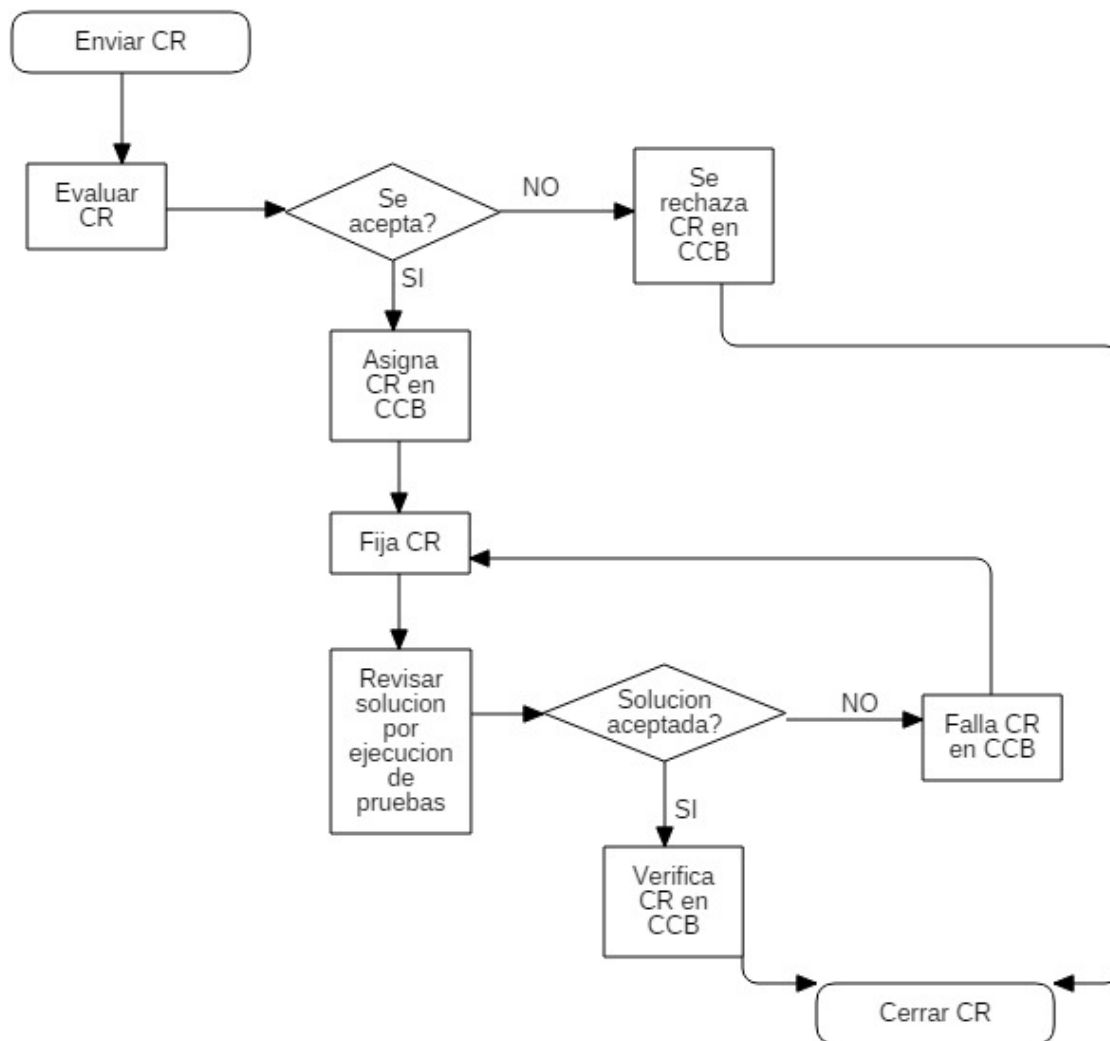 Enviar CR
Evaluar
CR
Se
acepta?
NO
Se
rechaza
CR en
CCB
SI
Asigna
CR en
CCB
Fija CR
Revisar
solucion
por
ejecucion
de
pruebas
Solucion
aceptada?
NO
Falla CR
en CCB
SI
Verifica
CR en
CCB
Cerrar CR